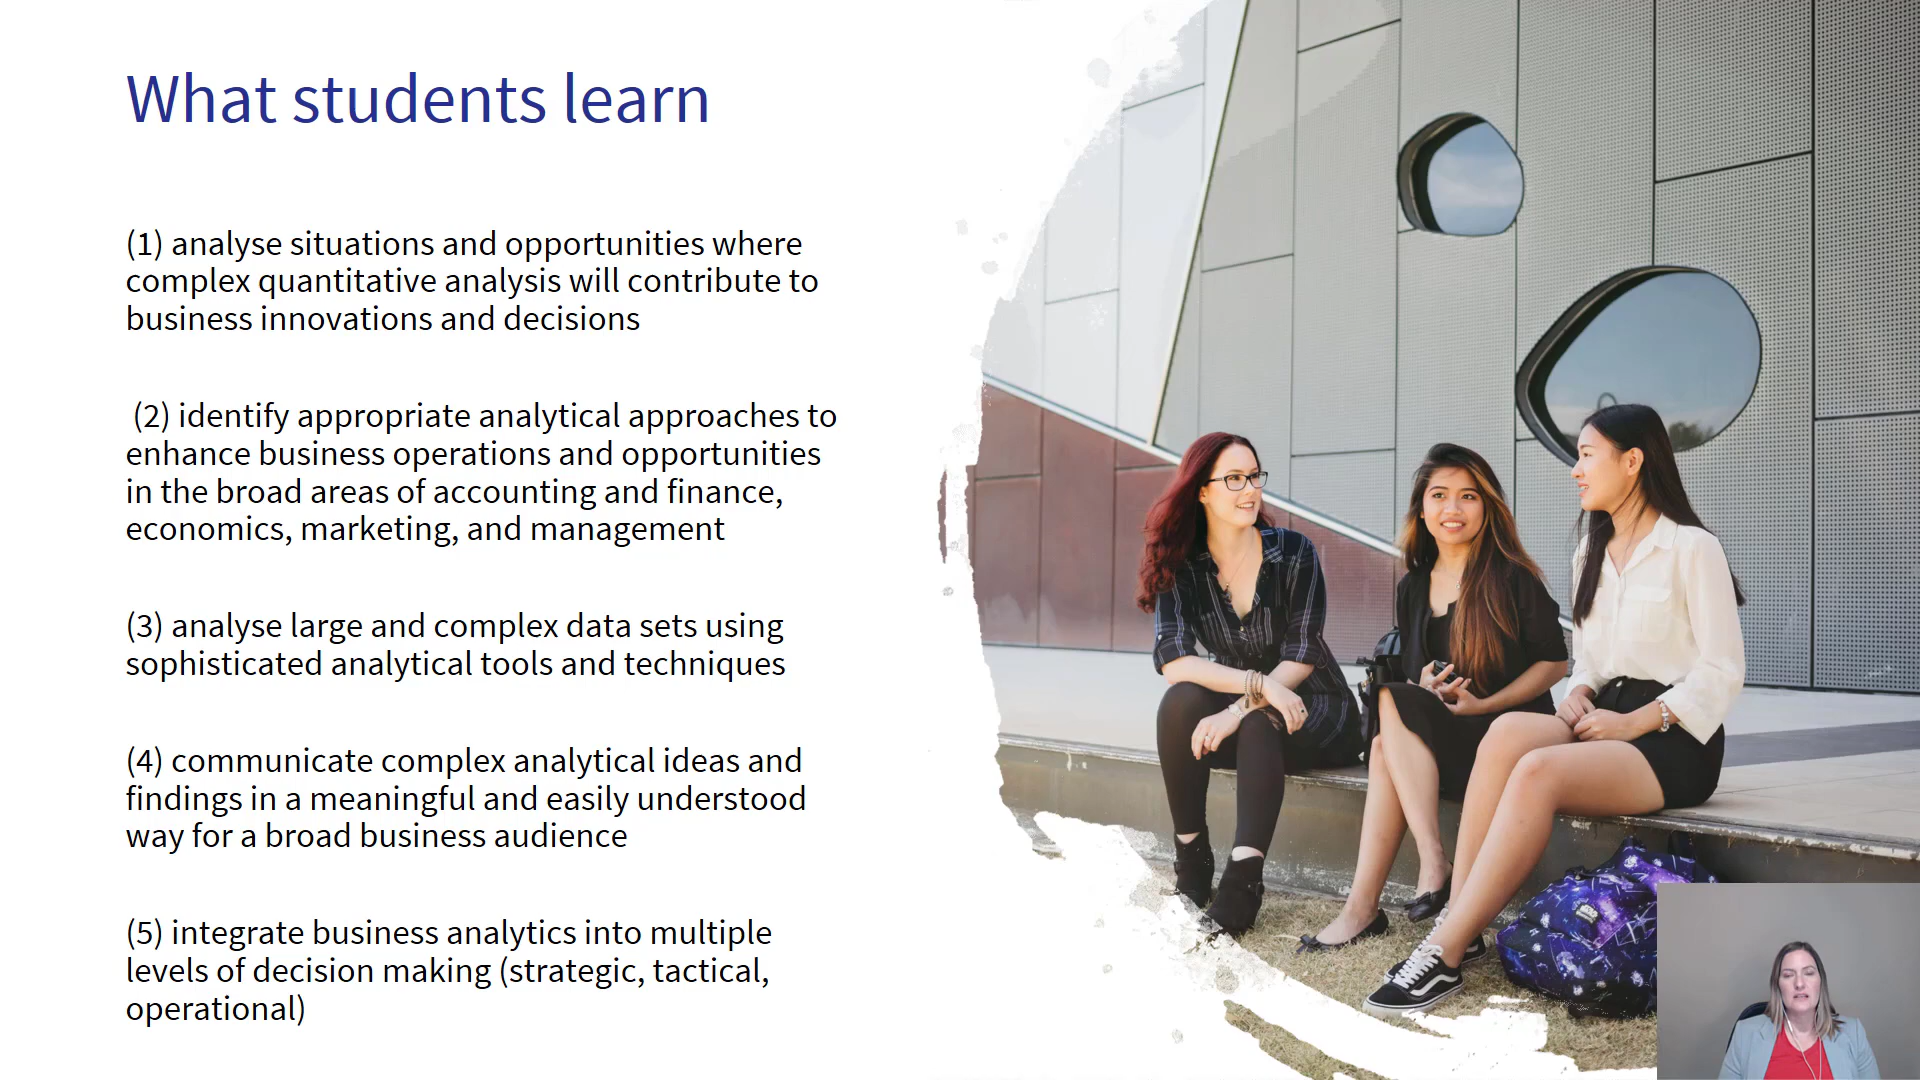 What students learn
(1) analyse situations and opportunities where
complex quantitative analysis will contribute to
business innovations and decisions
(2) identify appropriate analytical approaches to
enhance business operations and opportunities
in the broad areas of accounting and finance,
economics, marketing, and management
(3) analyse large and complex data sets using
sophisticated analytical tools and techniques
(4) communicate complex analytical ideas and
findings in a meaningful and easily understood
way for a broad business audience
(5) integrate business analytics into multiple
levels of decision making (strategic, tactical,
operational)